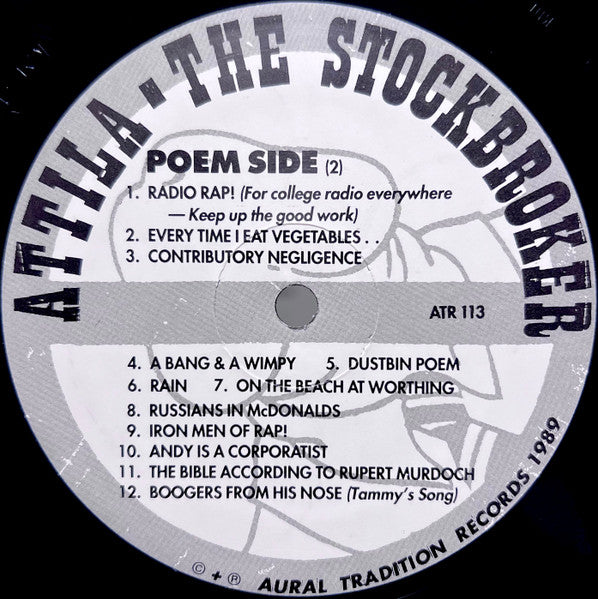 ATTILA • THE STOCKBROKER
POEM SIDE (2)
1. RADIO RAP! (For college radio everywhere
— Keep up the good work)
2. EVERY TIME I EAT VEGETABLES . .
3. CONTRIBUTORY NEGLIGENCE
ATR 113
4. A BANG & A WIMPY 5. DUSTBIN POEM
6. RAIN 7. ON THE BEACH AT WORTHING
8. RUSSIANS IN McDONALDS
9. IRON MEN OF RAP!
10. ANDY IS A CORPORATIST
11. THE BIBLE ACCORDING TO RUPERT MURDOCH
12. BOOGERS FROM HIS NOSE (Tammy's Song)
© + ℗ AURAL TRADITION RECORDS 1989